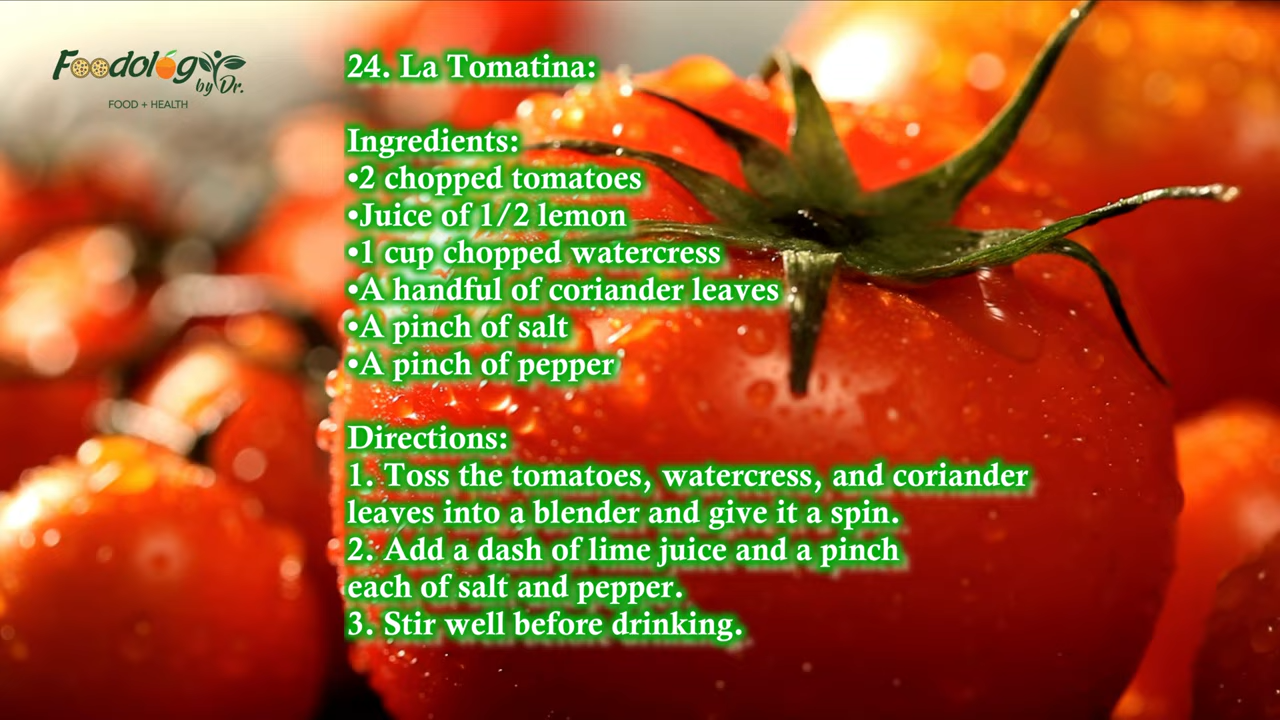 Foodology
by Dr.
FOOD + HEALTH
24. La Tomatina:
Ingredients:
•2 chopped tomatoes
•Juice of 1/2 lemon
•1 cup chopped watercress
•A handful of coriander leaves
•A pinch of salt
•A pinch of pepper
Directions:
1. Toss the tomatoes, watercress, and coriander
leaves into a blender and give it a spin.
2. Add a dash of lime juice and a pinch
each of salt and pepper.
3. Stir well before drinking.